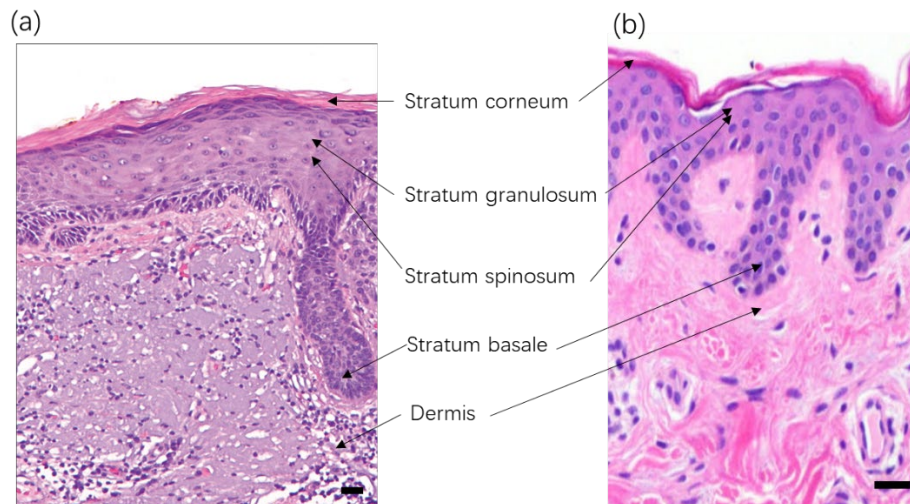 (a)
(b)
Stratum corneum
Stratum granulosum
Stratum spinosum
Stratum basale
Dermis